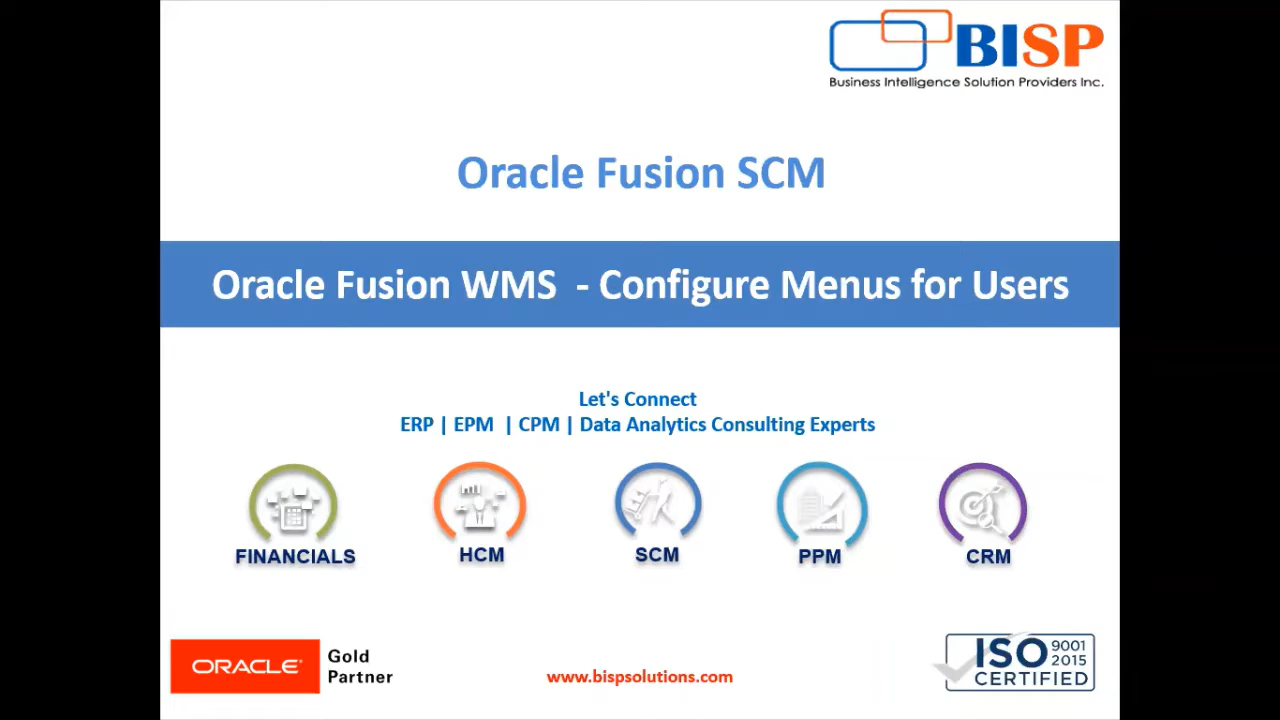 BISP
Business Intelligence Solution Providers Inc.
Oracle Fusion SCM
Oracle Fusion WMS - Configure Menus for Users
Let's Connect
ERP | EPM | CPM | Data Analytics Consulting Experts
FINANCIALS
HCM
SCM
PPM
CRM
ORACLE®
Gold
Partner
www.bispsolutions.com
ISO 9001
2015
CERTIFIED